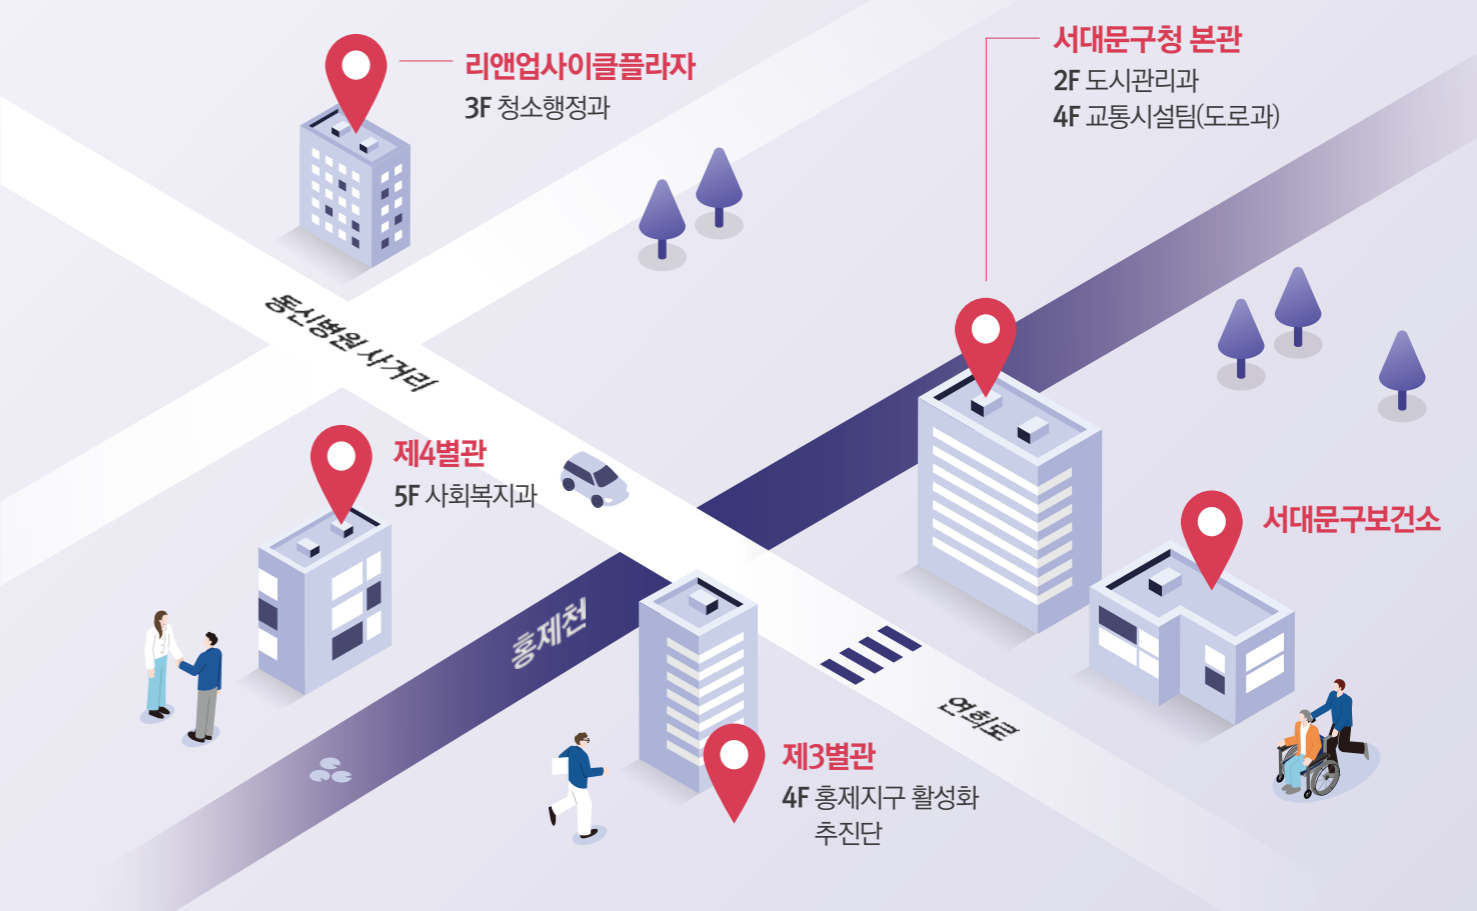 리앤업사이클플라자
3F 청소행정과
서대문구청 본관
2F 도시관리과
4F 교통시설팀(도로과)
동신병원 사거리
제4별관
5F 사회복지과
서대문구보건소
홍제천
연희로
제3별관
4F 홍제지구 활성화
추진단